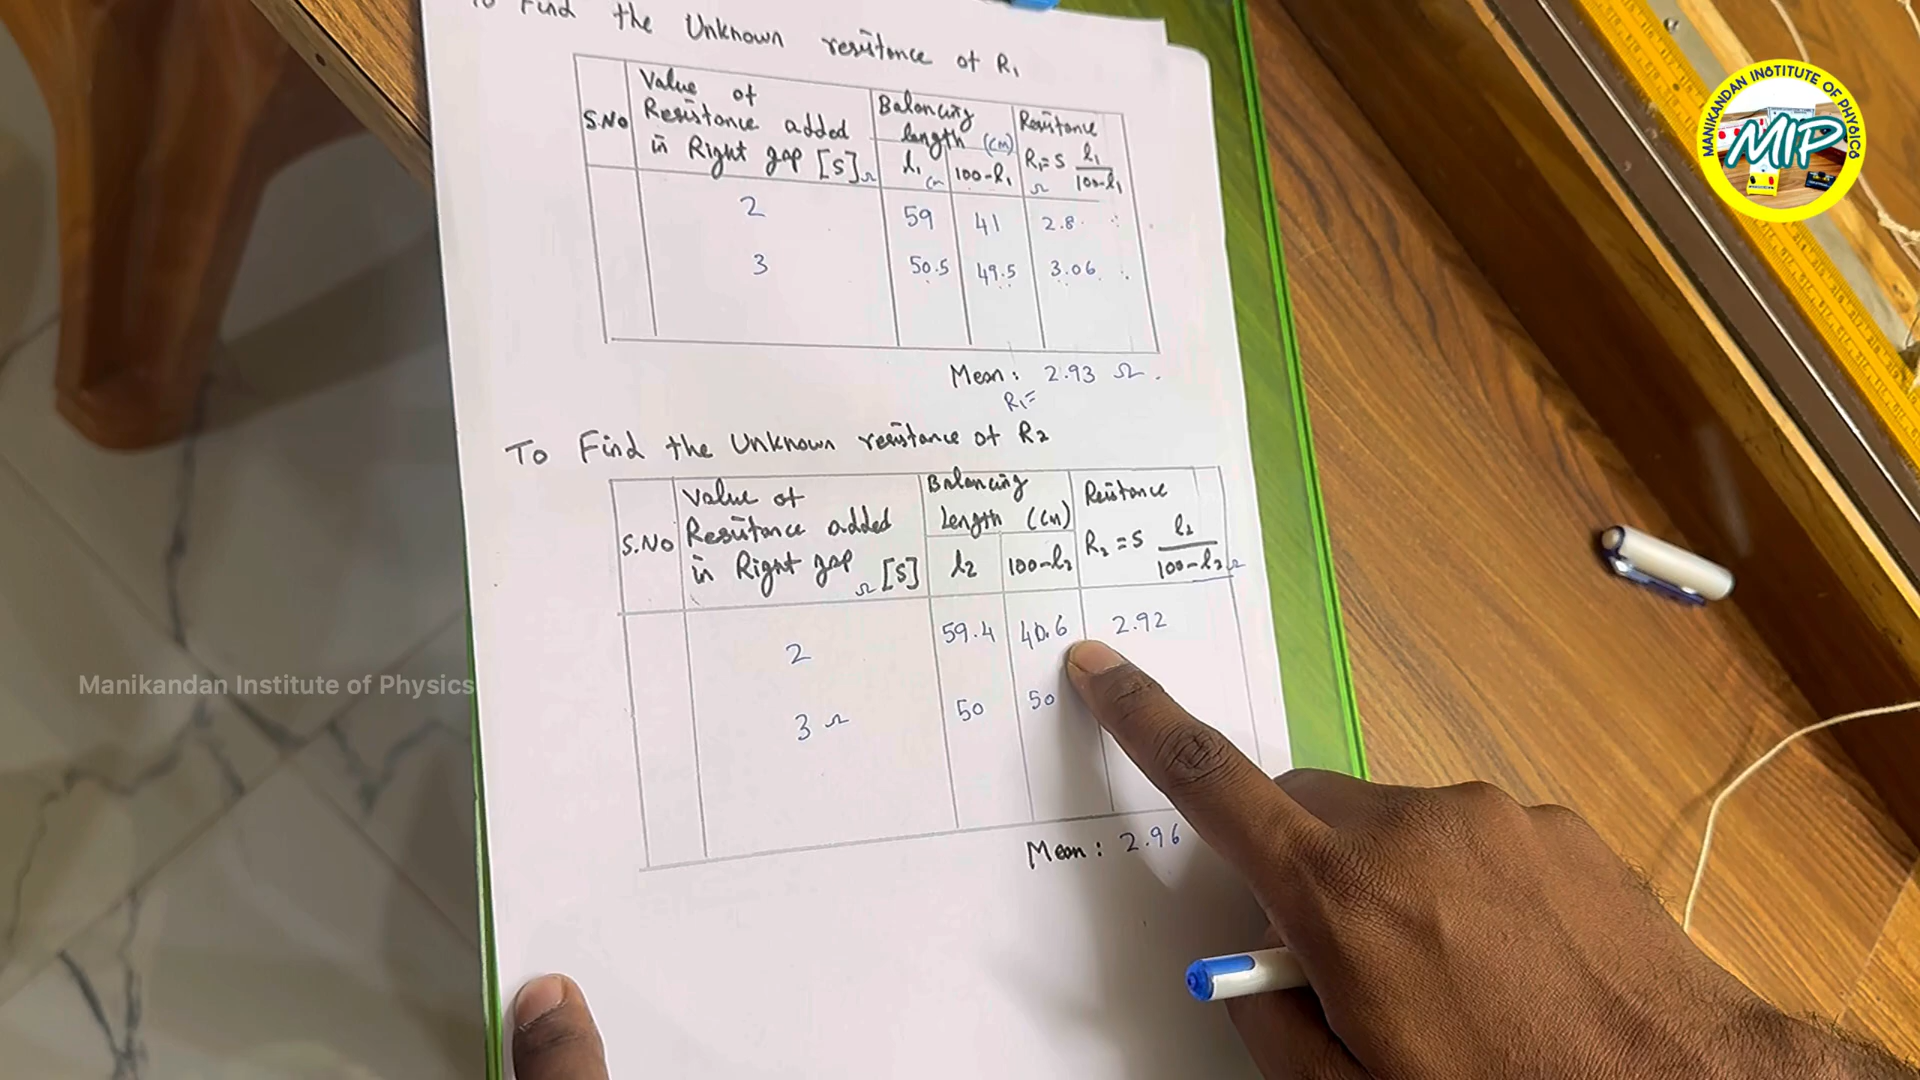 To Find the Unknown resistance of R1
S.No
Value of
Resistance added
in Right gap [S] Ω
Balancing
length (cm)
l1 cm
100-l1
Resistance
R1 = S l1/100-l1
Ω
2 59 41 2.8
3 50.5 49.5 3.06
Mean: 2.93 Ω.
R1=
To Find the Unknown resistance of R2
S.No
Value of
Resistance added
in Right gap Ω [S]
Balancing
length (cm)
l2
100-l2
Resistance
R2 = S l2/100-l2 Ω
2 59.4 40.6 2.92
3 Ω 50 50
Mean: 2.96
MANIKANDAN INSTITUTE OF PHYSICS
MIP
Manikandan Institute of Physics